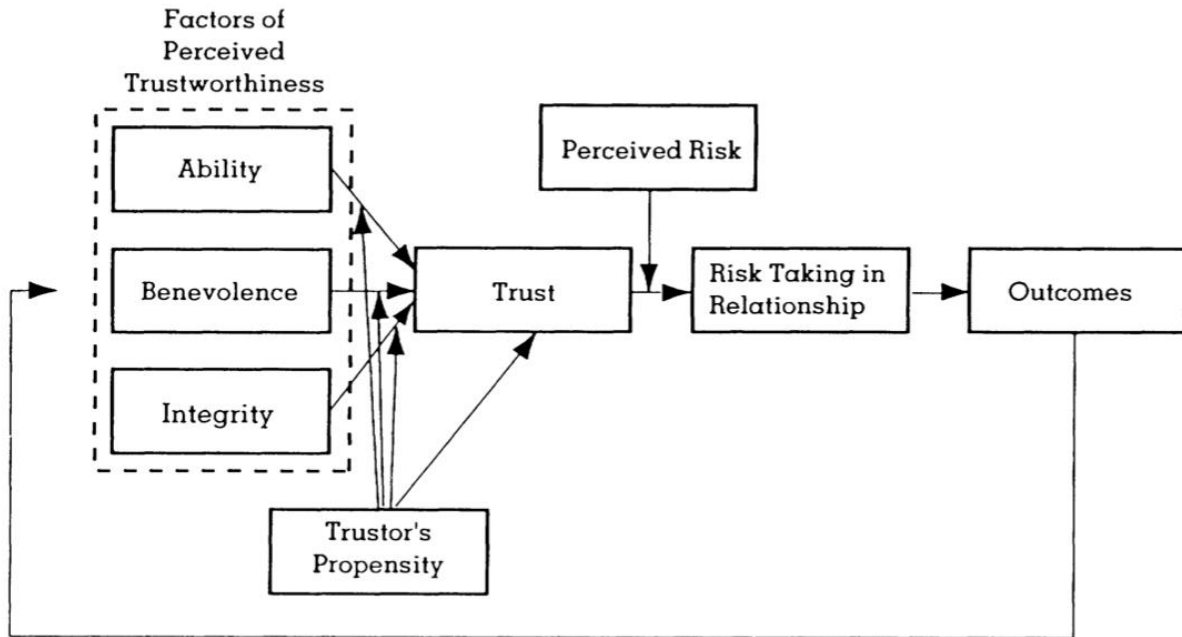 Factors of
Perceived
Trustworthiness
Ability
Benevolence
Integrity
Trustor's
Propensity
Trust
Perceived Risk
Risk Taking in
Relationship
Outcomes